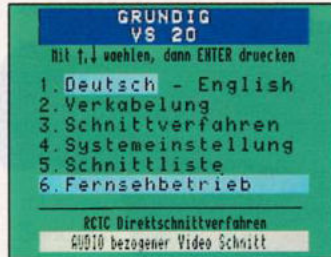 GRUNDIG
VS 20
Mit ↑,↓ waehlen, dann ENTER druecken
1. Deutsch - English
2. Verkabelung
3. Schnittverfahren
4. Systemeinstellung
5. Schnittliste
6. Fernsehbetrieb
RCTC Direktschnittverfahren
AUDIO bezogener Video Schnitt